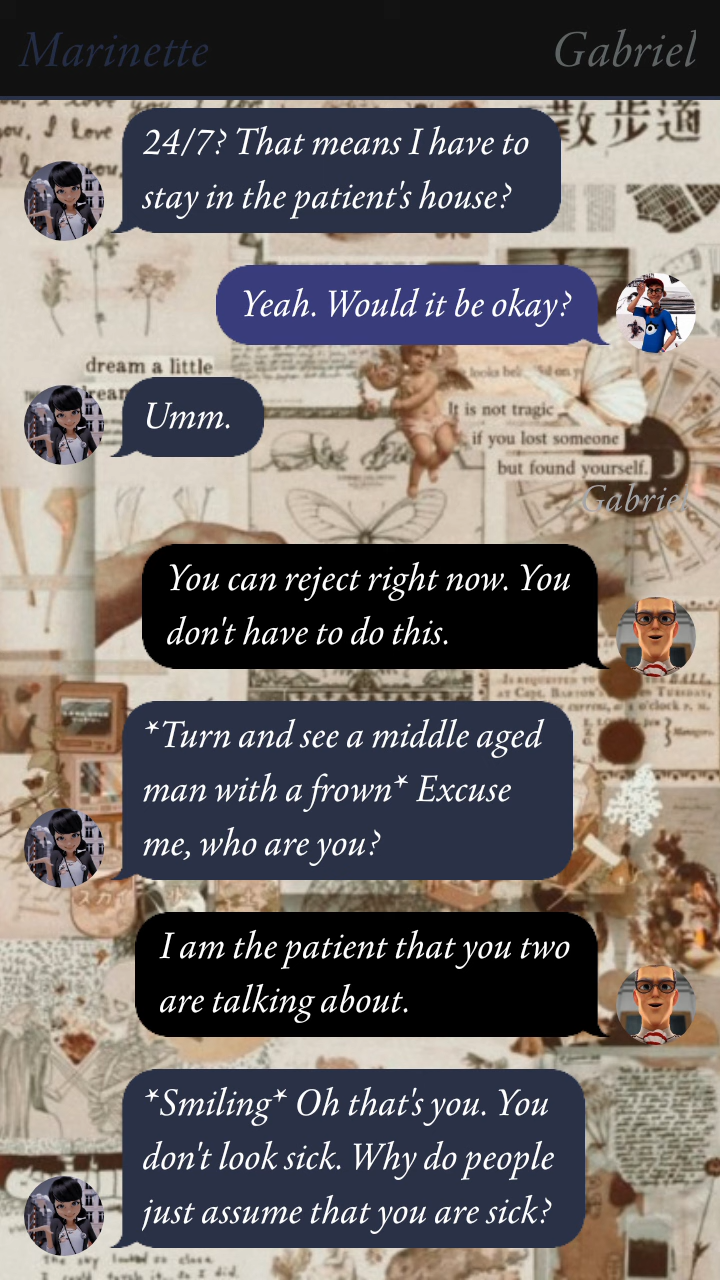 Marinette
Gabriel
散歩道
24/7? That means I have to
stay in the patient's house?
Yeah. Would it be okay?
dream a little
Umm.
It is not tragic
if you lost someone
but found yourself.
Gabriel
You can reject right now. You
don't have to do this.
*Turn and see a middle aged
man with a frown* Excuse
me, who are you?
I am the patient that you two
are talking about.
*Smiling* Oh that's you. You
don't look sick. Why do people
just assume that you are sick?